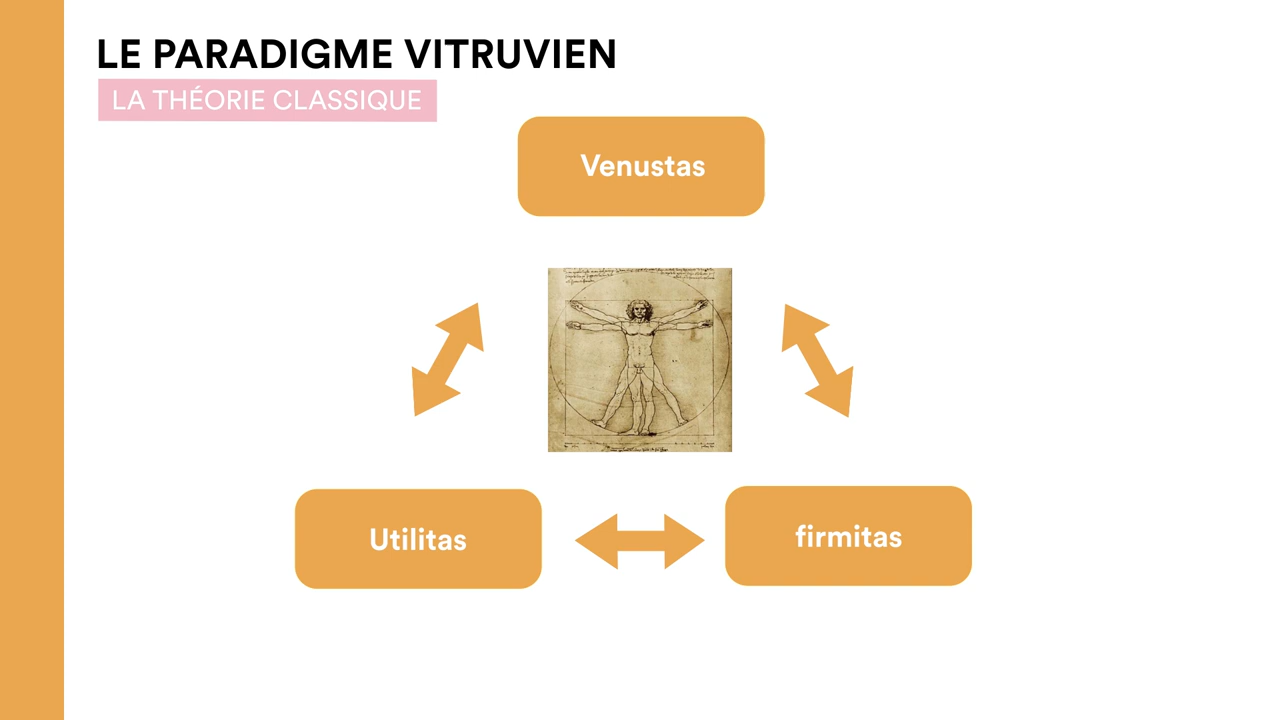 LE PARADIGME VITRUVIEN
LA THÉORIE CLASSIQUE
Venustas
Utilitas
firmitas